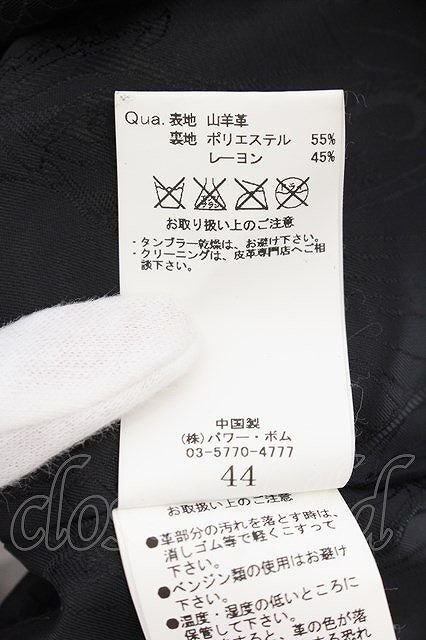 Qua. 表地 山羊革
裏地 ポリエステル 55%
レーヨン 45%
お取り扱い上のご注意
・タンブラー乾燥は、お避け下さい。
・クリーニングは、皮革専門店へご相
談下さい。
中国製
(株)パワー・ボム
03-5770-4777
44
お取扱い上のご注意
●革部分の汚れを落とす時は、
消しゴム等で軽くこすって
下さい。
●ベンジン類の使用はお避け
下さい。
●温度・湿度の低いところに
保管して下さい。
革の色が落